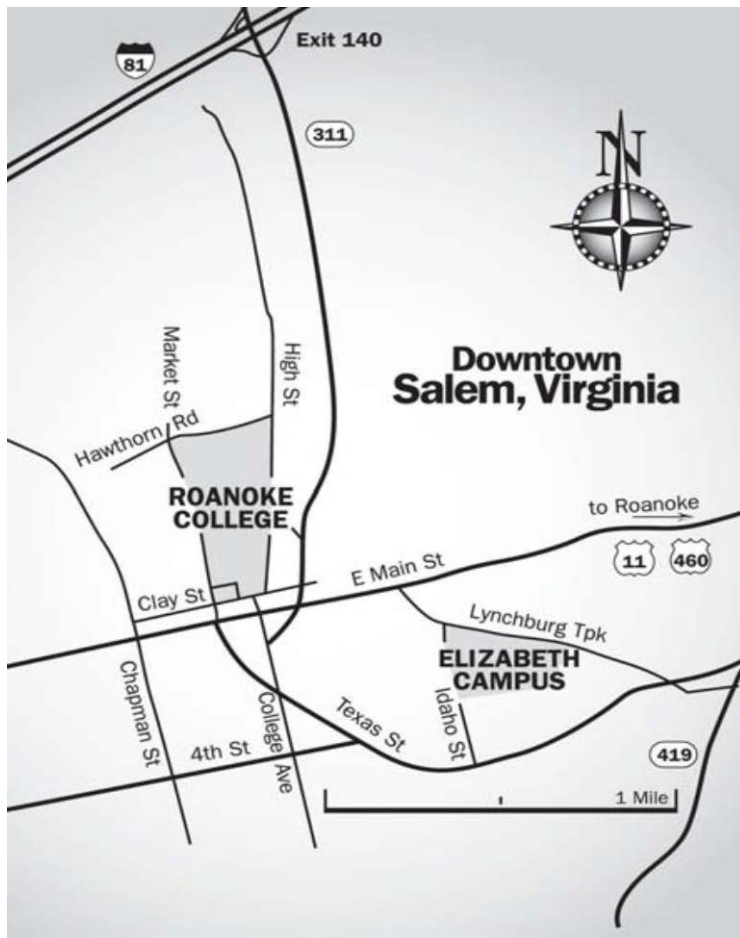 Exit 140
81
311
N
Downtown
Salem, Virginia
Market St
High St
Hawthorn Rd
ROANOKE
COLLEGE
to Roanoke
11
460
E Main St
Clay St
Lynchburg Tpk
ELIZABETH
CAMPUS
Chapman St
College Ave
Texas St
Idaho St
4th St
419
1 Mile